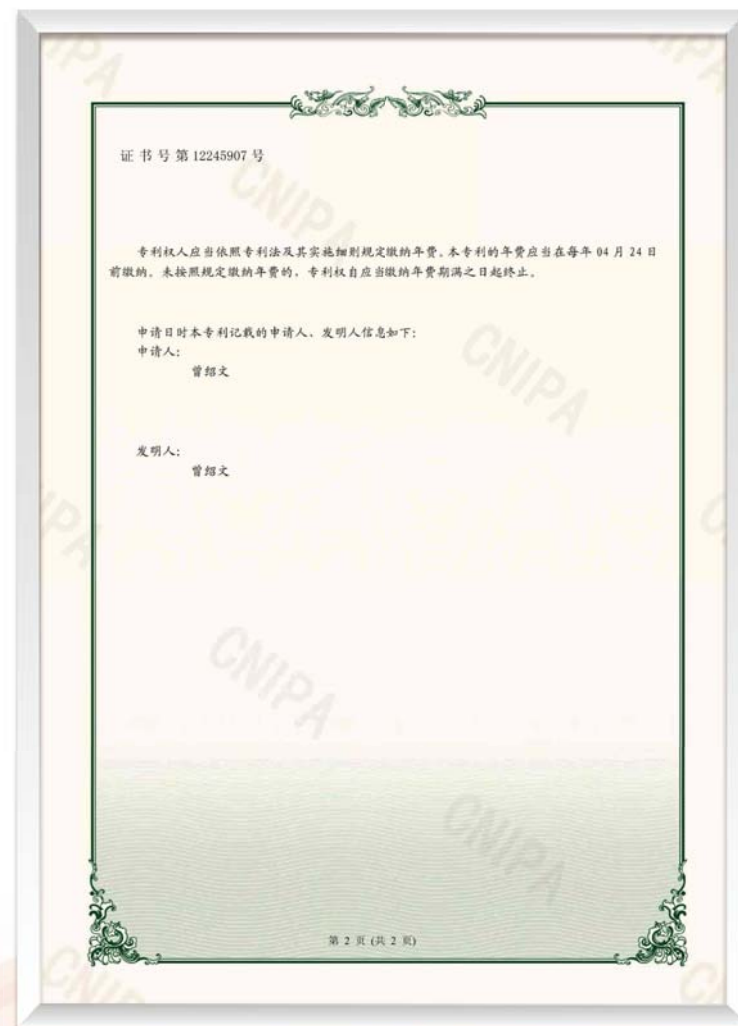 证书号第12245907号
专利权人应当依照专利法及其实施细则规定缴纳年费。本专利的年费应当在每年 04 月 24 日
前缴纳。未按照规定缴纳年费的，专利权自应当缴纳年费期满之日起终止。
申请日时本专利记载的申请人、发明人信息如下：
申请人：
曾绍文
发明人：
曾绍文
第 2 页 (共 2 页)
CNIPA
CNIPA
CNIPA
CNIPA